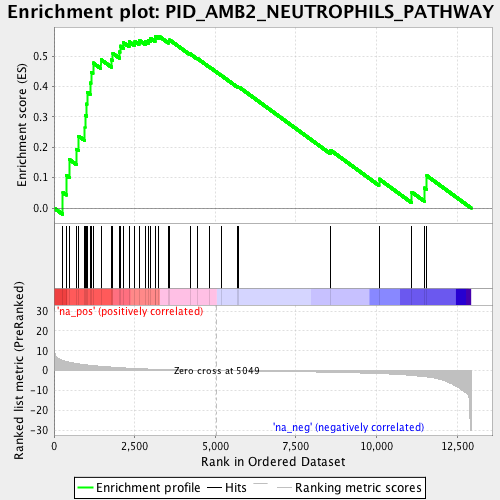 Enrichment plot: PID_AMB2_NEUTROPHILS_PATHWAY
Enrichment score (ES)
0.5
0.4
0.3
0.2
0.1
0.0
'na_pos' (positively correlated)
Ranked list metric (PreRanked)
30
20
10
0
-10
-20
-30
Zero cross at 5049
'na_neg' (negatively correlated)
0 2,500 5,000 7,500 10,000 12,500
Rank in Ordered Dataset
Enrichment profile Hits Ranking metric scores